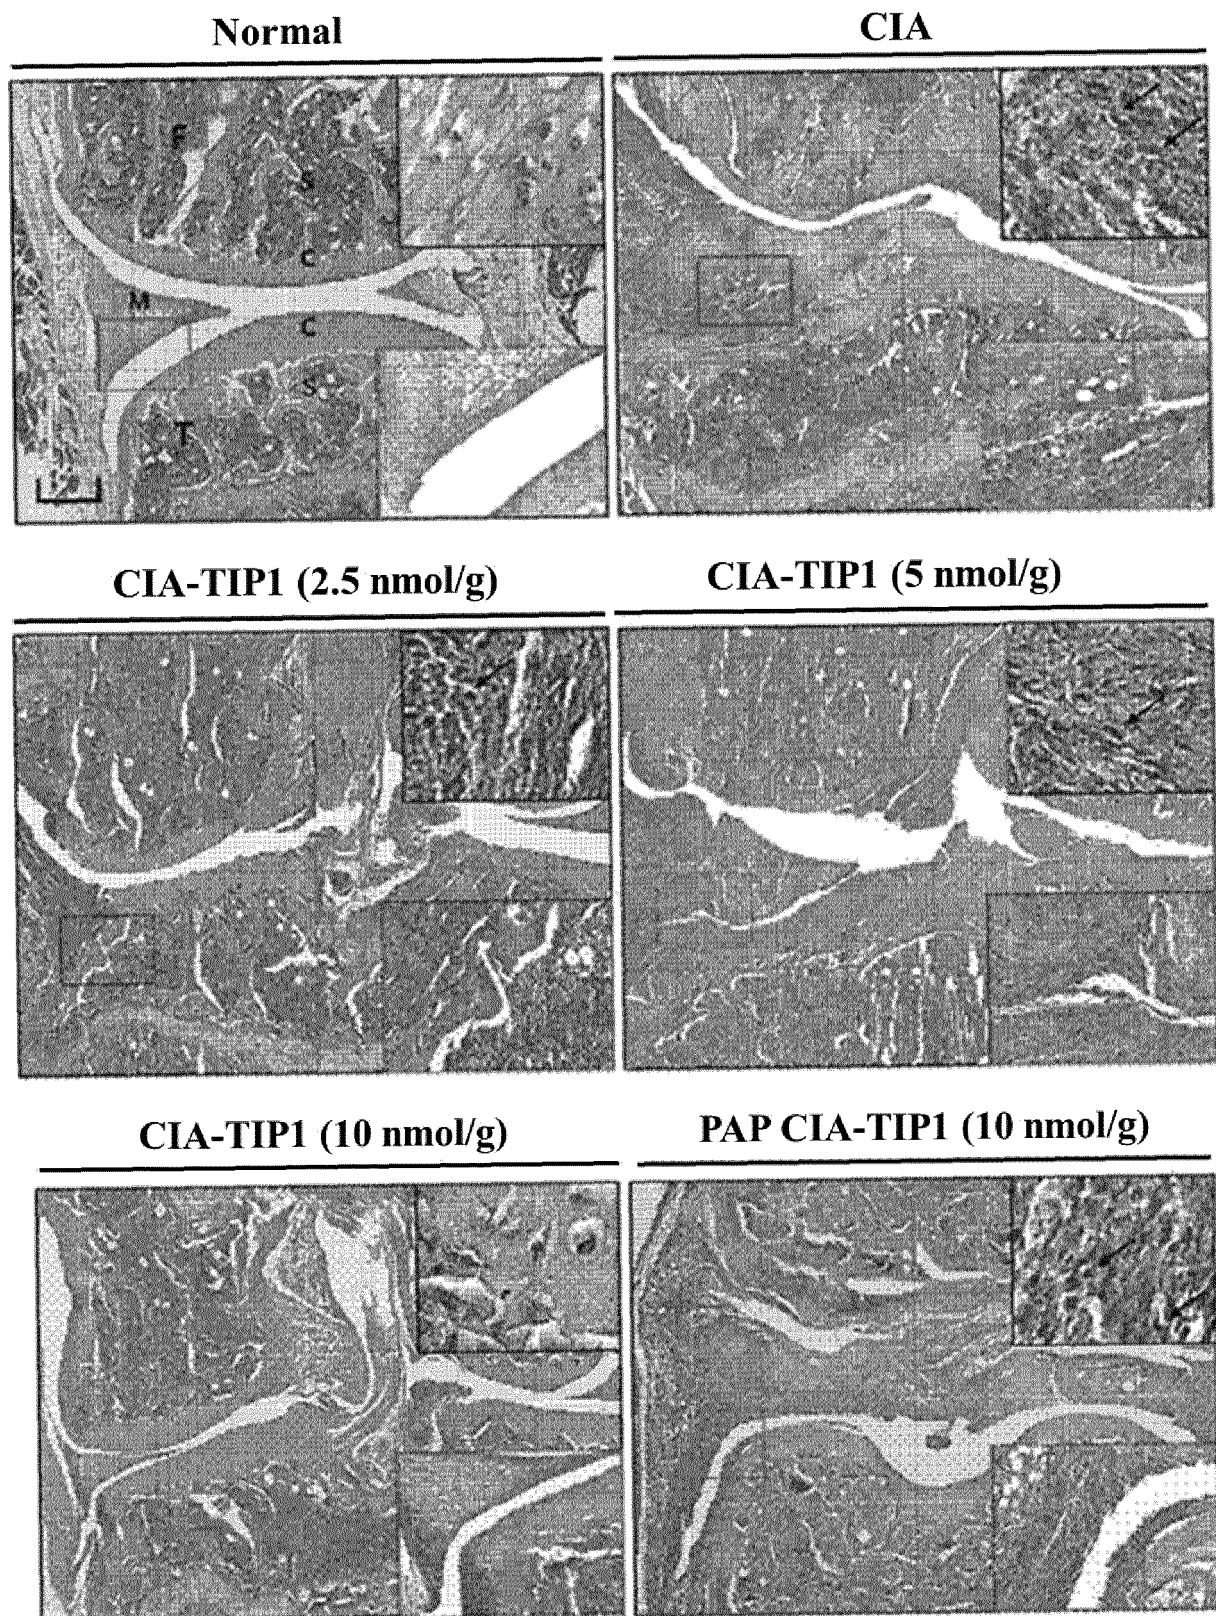 Normal
CIA
F
S
C
M
C
S
T
CIA-TIP1 (2.5 nmol/g)
CIA-TIP1 (5 nmol/g)
CIA-TIP1 (10 nmol/g)
PAP CIA-TIP1 (10 nmol/g)